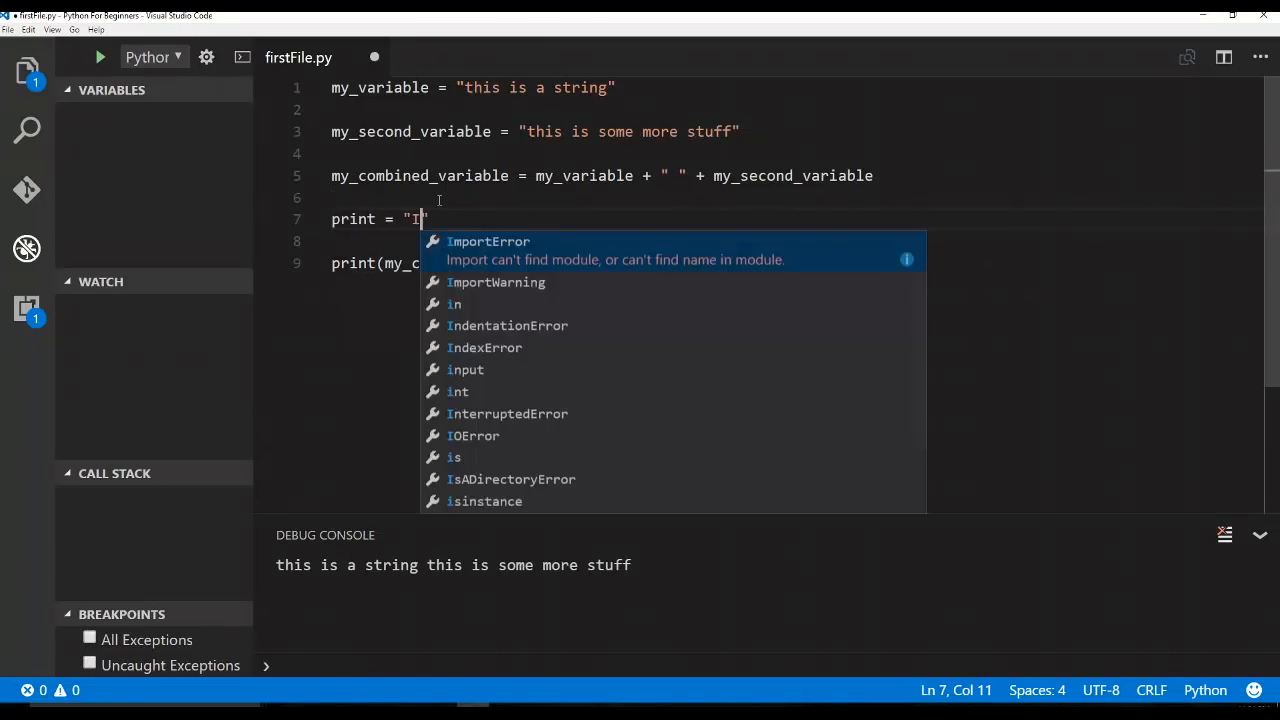 • firstFile.py - Python For Beginners - Visual Studio Code
File Edit View Go Help
1
Python ▼
firstFile.py
VARIABLES
WATCH
CALL STACK
BREAKPOINTS
All Exceptions
Uncaught Exceptions
1
1 my_variable = "this is a string"
2
3 my_second_variable = "this is some more stuff"
4
5 my_combined_variable = my_variable + " " + my_second_variable
6
7 print = "I"
8
9 print(my_c
ImportError
Import can't find module, or can't find name in module.
ImportWarning
in
IndentationError
IndexError
input
int
InterruptedError
IOError
is
IsADirectoryError
isinstance
DEBUG CONSOLE
this is a string this is some more stuff
0 0
Ln 7, Col 11 Spaces: 4 UTF-8 CRLF Python